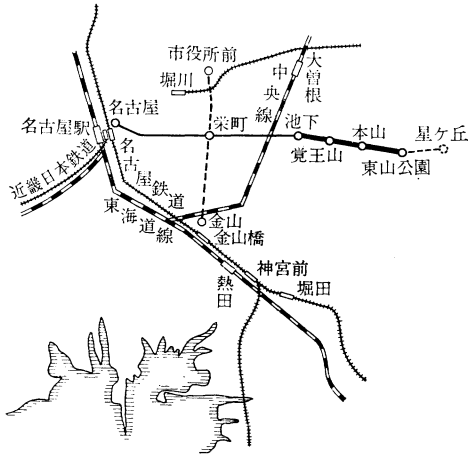 市役所前
堀川
大曽根
中央線
名古屋
名古屋駅
栄町
池下
覚王山
本山
東山公園
星ケ丘
近畿日本鉄道
名古屋鉄道
東海道線
金山
金山橋
神宮前
熱田
堀田